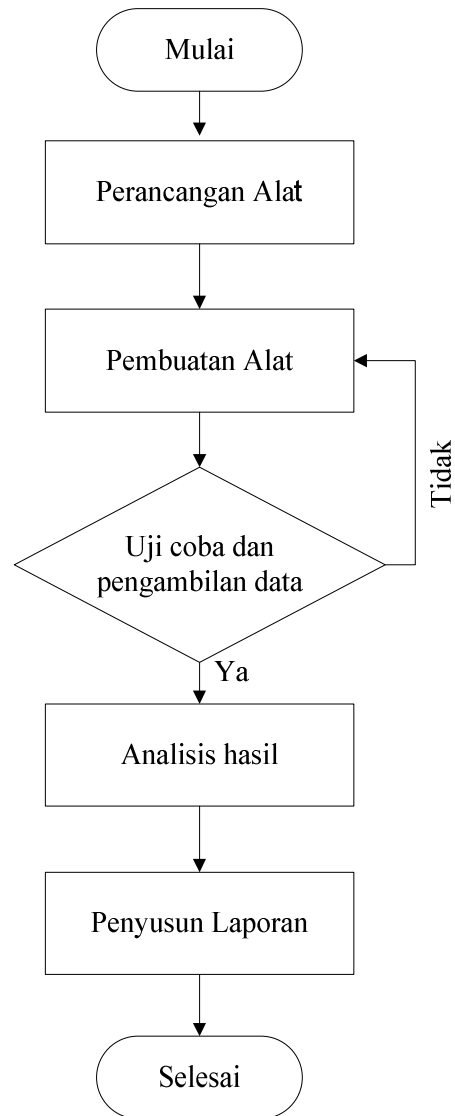 Mulai
Perancangan Alat
Pembuatan Alat
Tidak
Uji coba dan
pengambilan data
Ya
Analisis hasil
Penyusun Laporan
Selesai